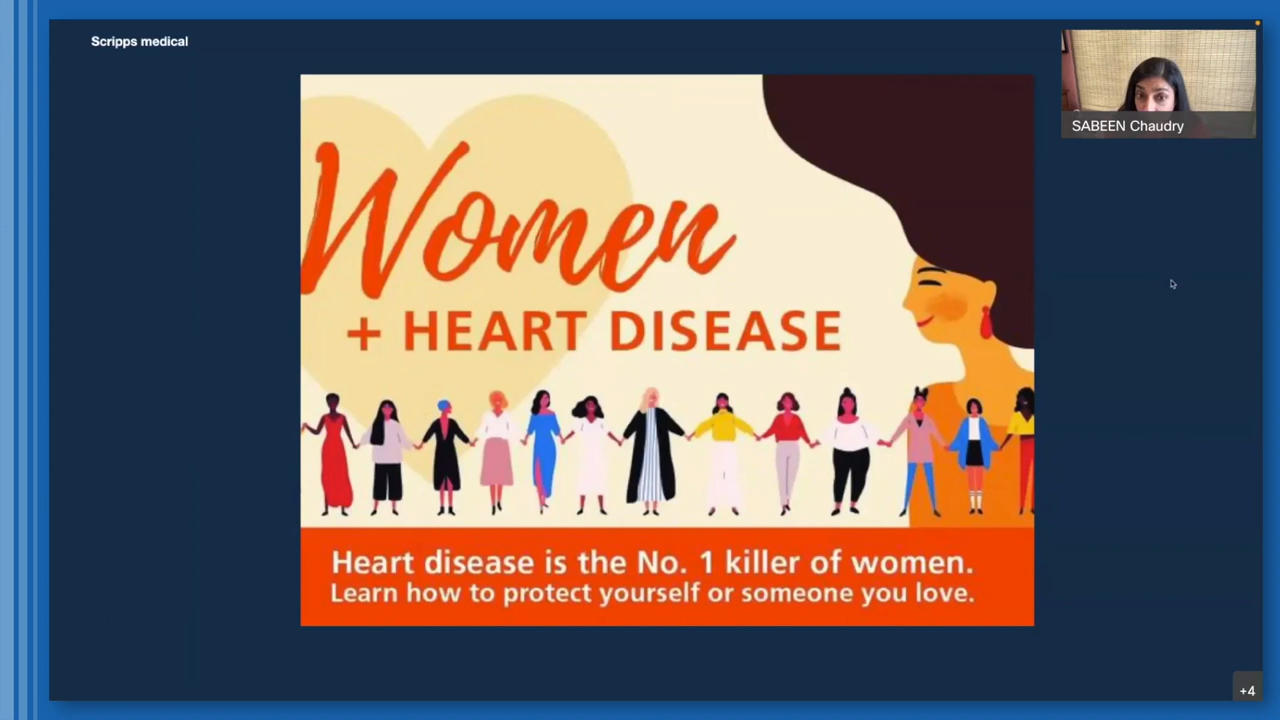 Scripps medical
SABEEN Chaudry
Women
+ HEART DISEASE
Heart disease is the No. 1 killer of women.
Learn how to protect yourself or someone you love.
+4